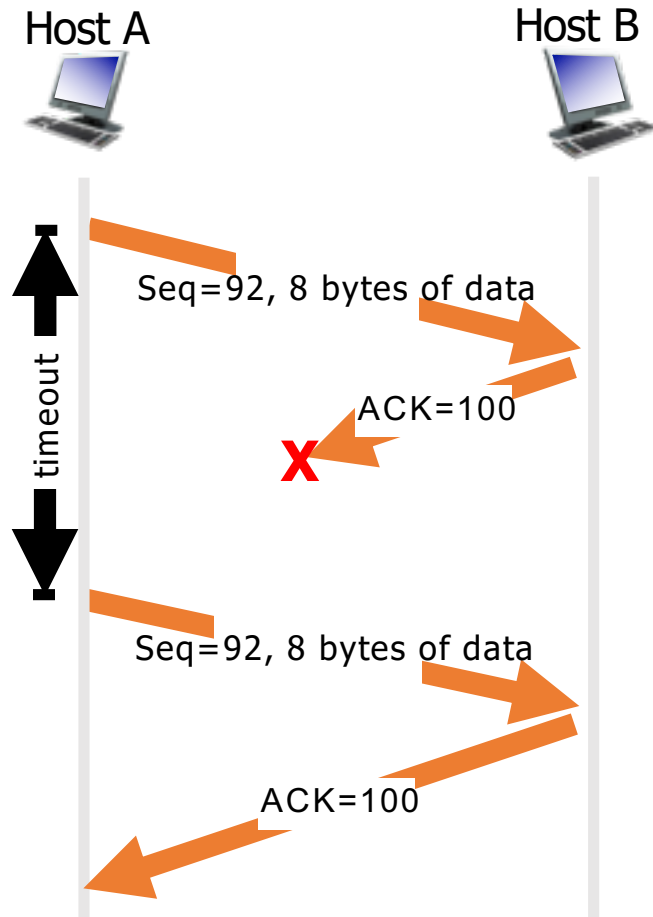 Host A
Host B
Seq=92, 8 bytes of data
ACK=100
X
timeout
Seq=92, 8 bytes of data
ACK=100